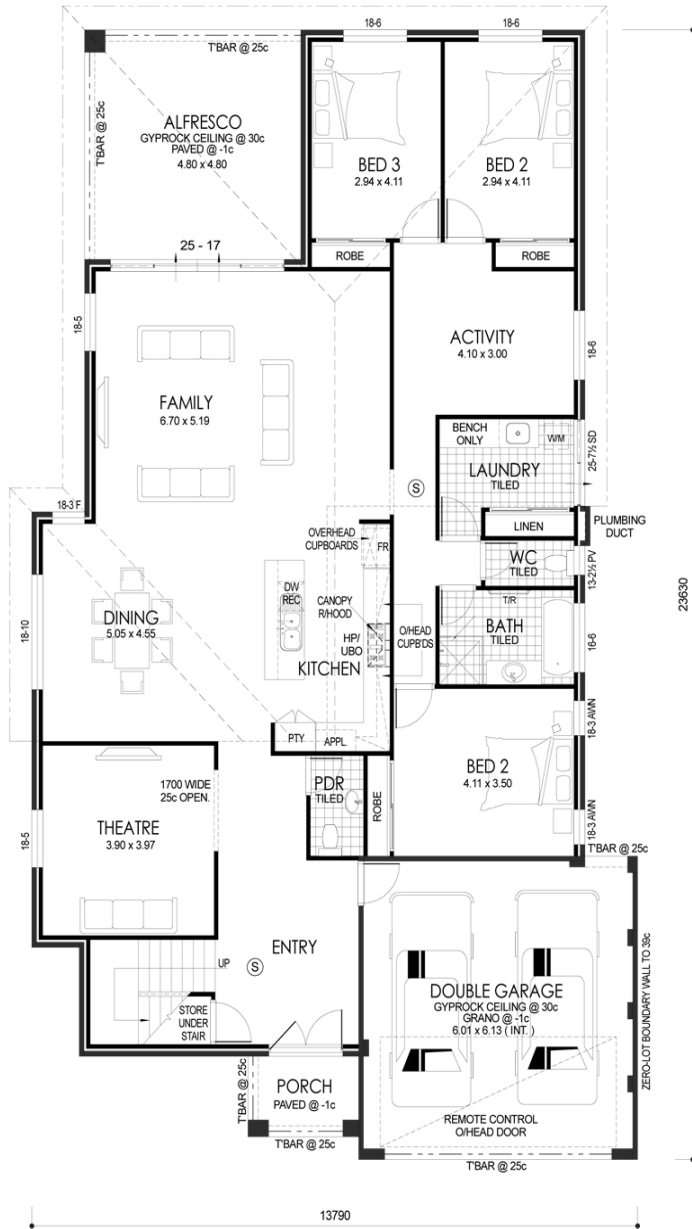 18-6
18-6
T'BAR @ 25c
T'BAR @ 25c
ALFRESCO
GYPROCK CEILING @ 30c
PAVED @ -1c
4.80 x 4.80
BED 3
2.94 x 4.11
BED 2
2.94 x 4.11
25 - 17
ROBE
ROBE
18-5
ACTIVITY
4.10 x 3.00
18-6
FAMILY
6.70 x 5.19
BENCH
ONLY
W/M
25-7½ SD
LAUNDRY
TILED
S
18-3 F
LINEN
PLUMBING
DUCT
OVERHEAD
CUPBOARDS
FR
WC
TILED
13-2½ PV
DW
REC
CANOPY
R/HOOD
T/R
23630
DINING
5.05 x 4.55
18-10
HP/
UBO
KITCHEN
O/HEAD
CUPB'DS
BATH
TILED
16-6
PTY
APPL.
18-3 AWN
BED 2
4.11 x 3.50
PDR
TILED
ROBE
1700 WIDE
25c OPEN.
THEATRE
3.90 x 3.97
18-5
18-3 AWN
T'BAR @ 25c
UP
S
ENTRY
STORE
UNDER
STAIR
DOUBLE GARAGE
GYPROCK CEILING @ 30c
GRANO @ -1c
6.01 x 6.13 ( INT. )
ZERO-LOT BOUNDARY WALL TO 39c
T'BAR @ 25c
PORCH
PAVED @ -1c
REMOTE CONTROL
O/HEAD DOOR
T'BAR @ 25c
T'BAR @ 25c
13790